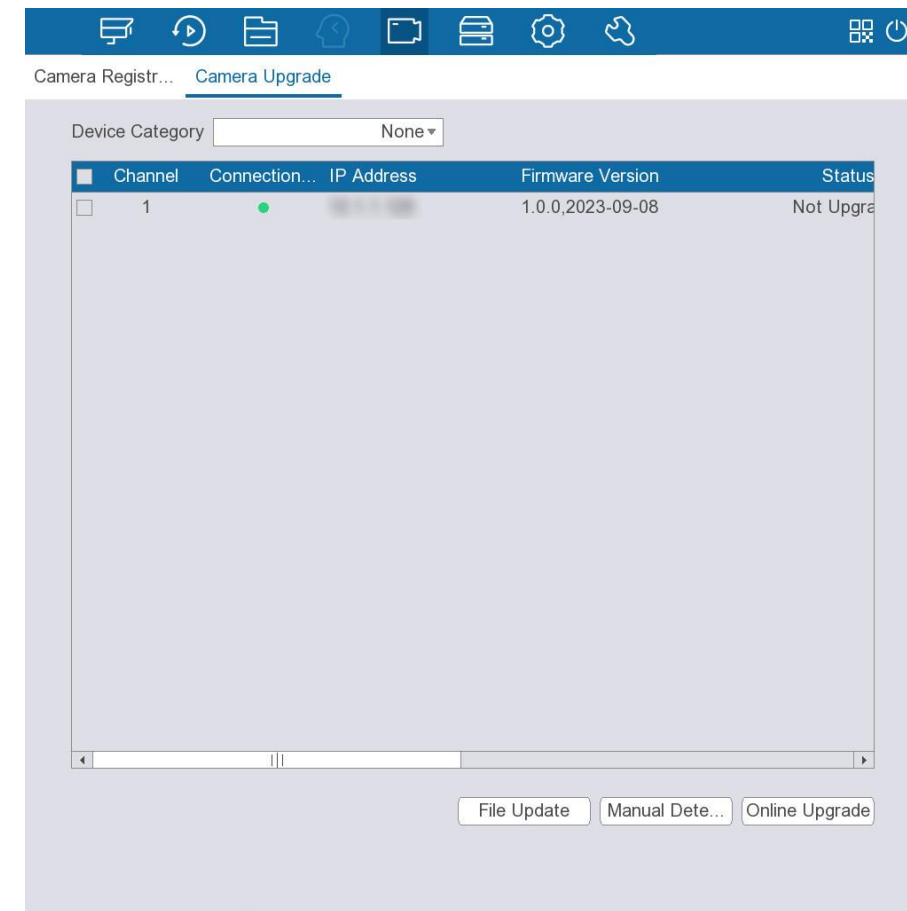 Camera Registr... Camera Upgrade
Device Category None
Channel Connection... IP Address Firmware Version Status
1 1.0.0,2023-09-08 Not Upgra
File Update Manual Dete... Online Upgrade